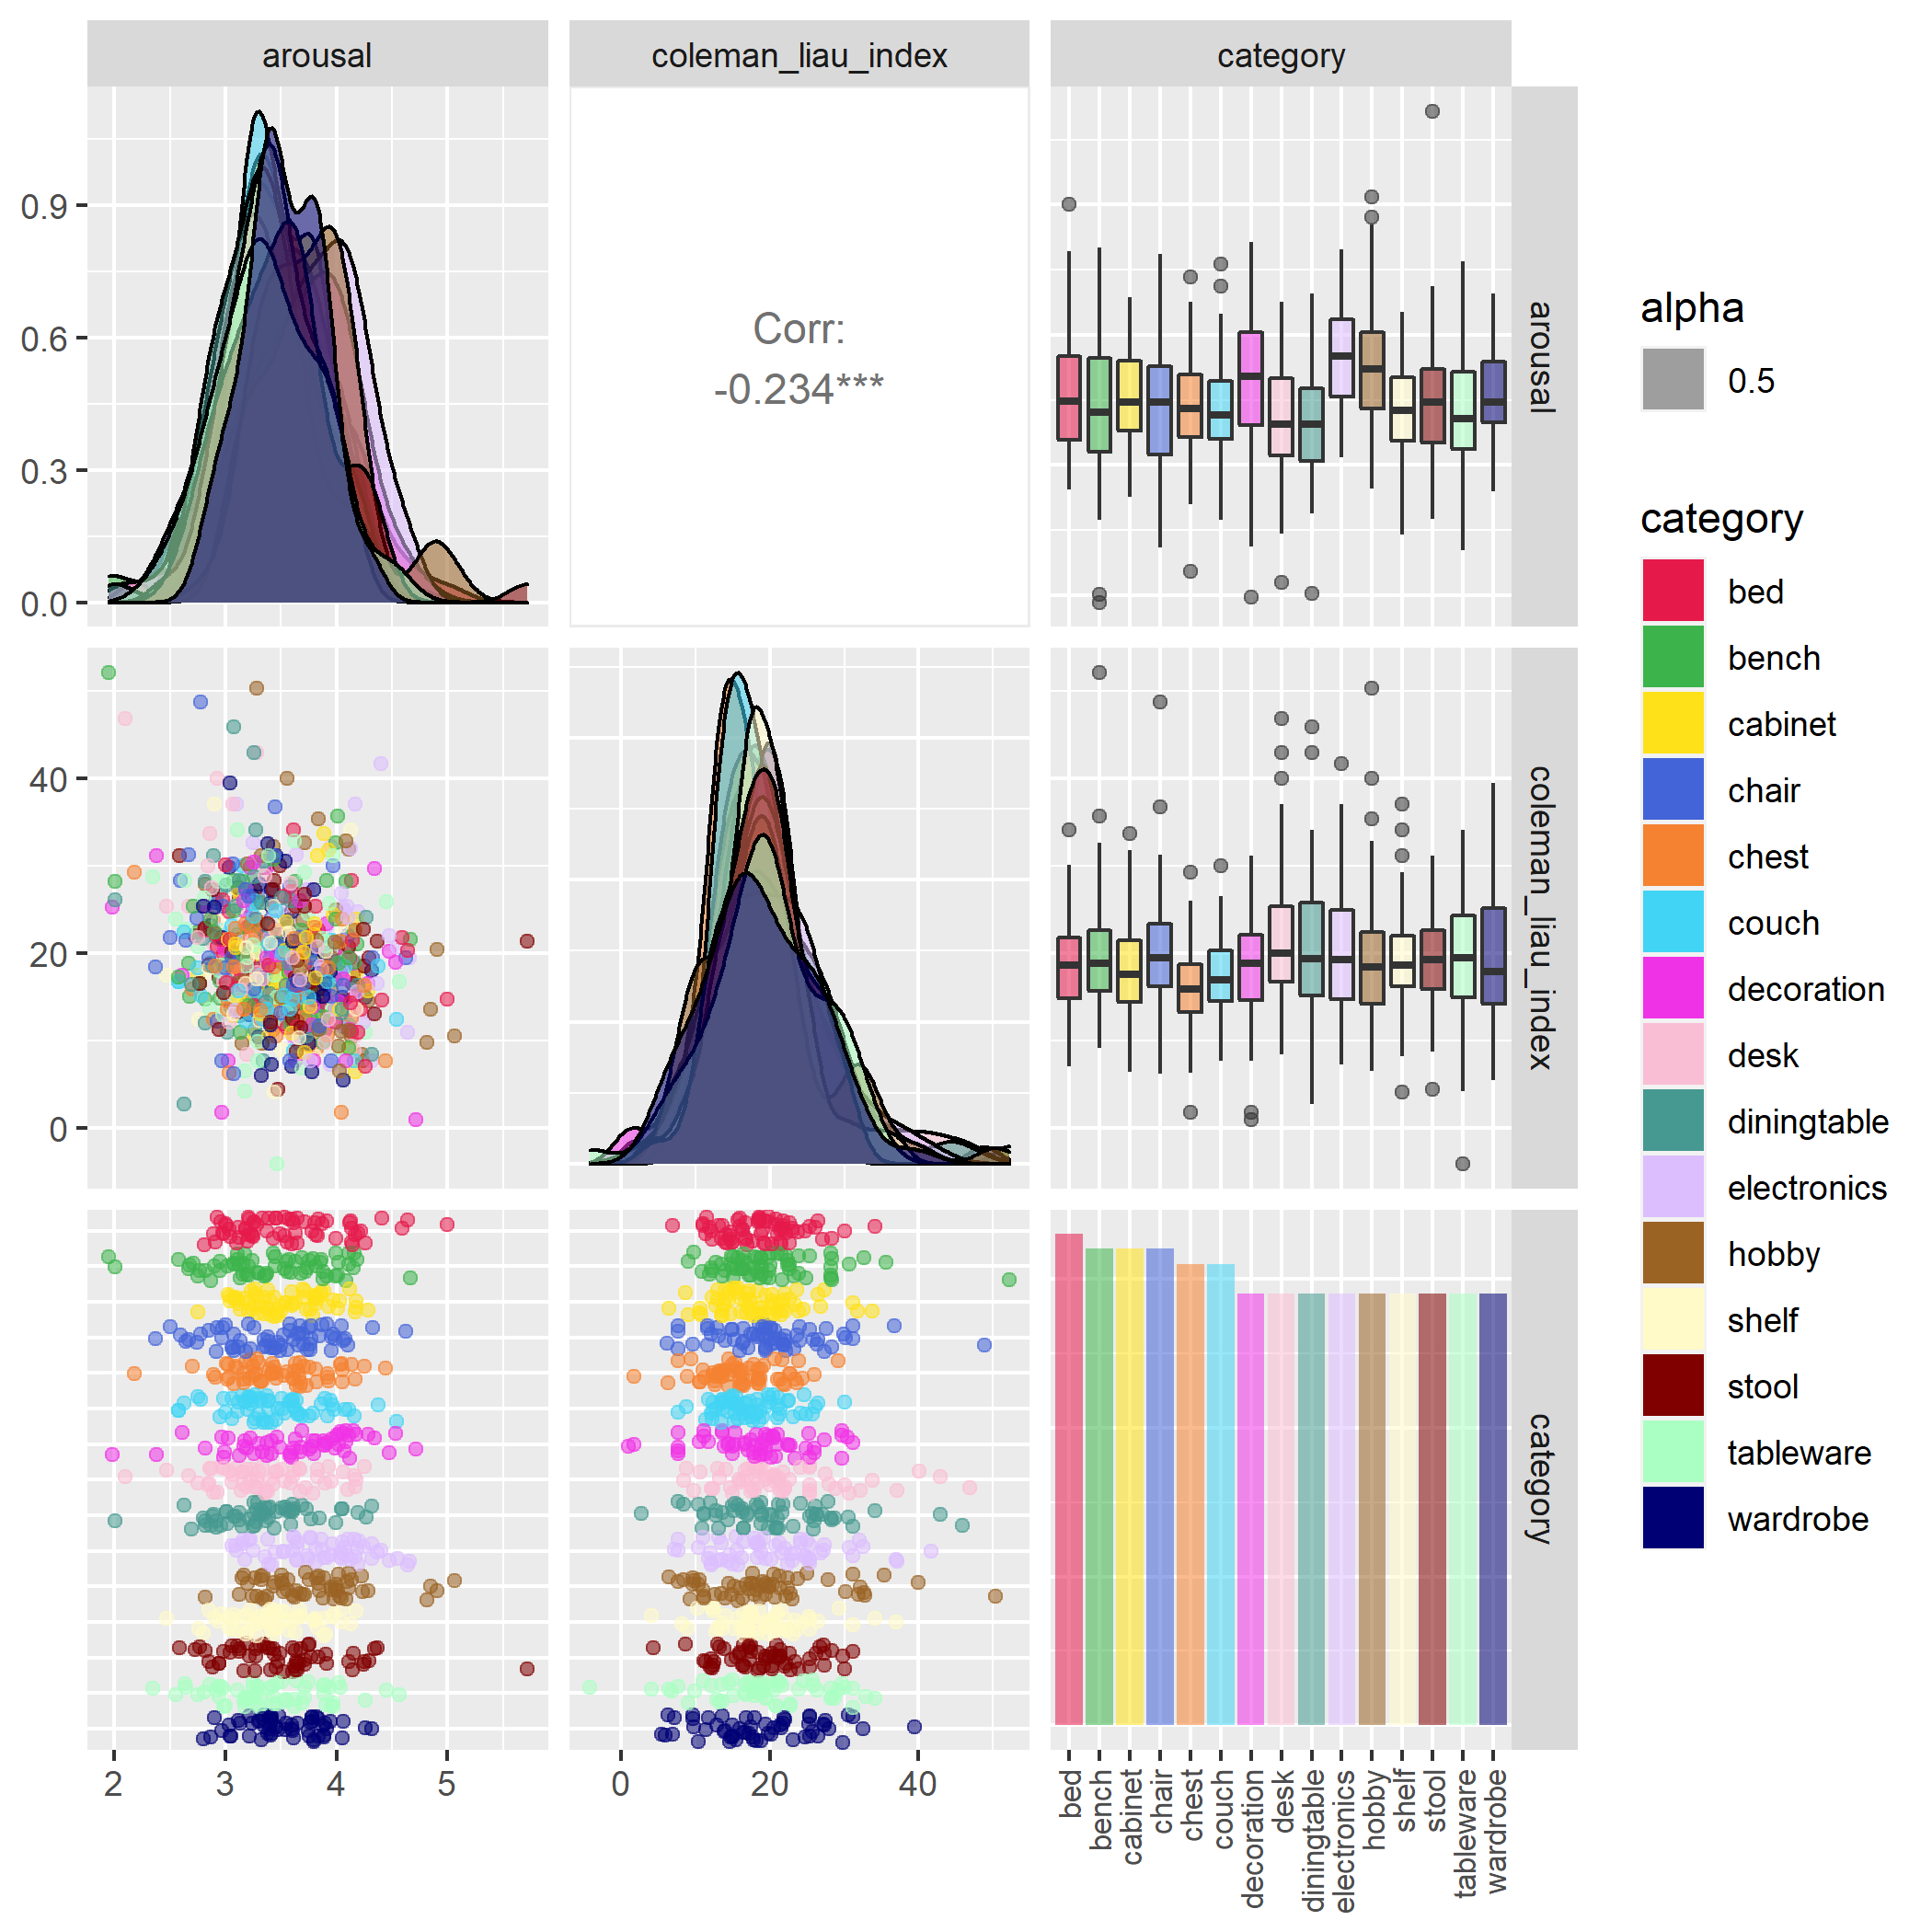 arousal
coleman_liau_index
category
0.9
0.6
0.3
0.0
Corr:
-0.234***
arousal
40
20
0
coleman_liau_index
category
2
3
4
5
0
20
40
bed
bench
cabinet
chair
chest
couch
decoration
desk
diningtable
electronics
hobby
shelf
stool
tableware
wardrobe
alpha
0.5
category
bed
bench
cabinet
chair
chest
couch
decoration
desk
diningtable
electronics
hobby
shelf
stool
tableware
wardrobe